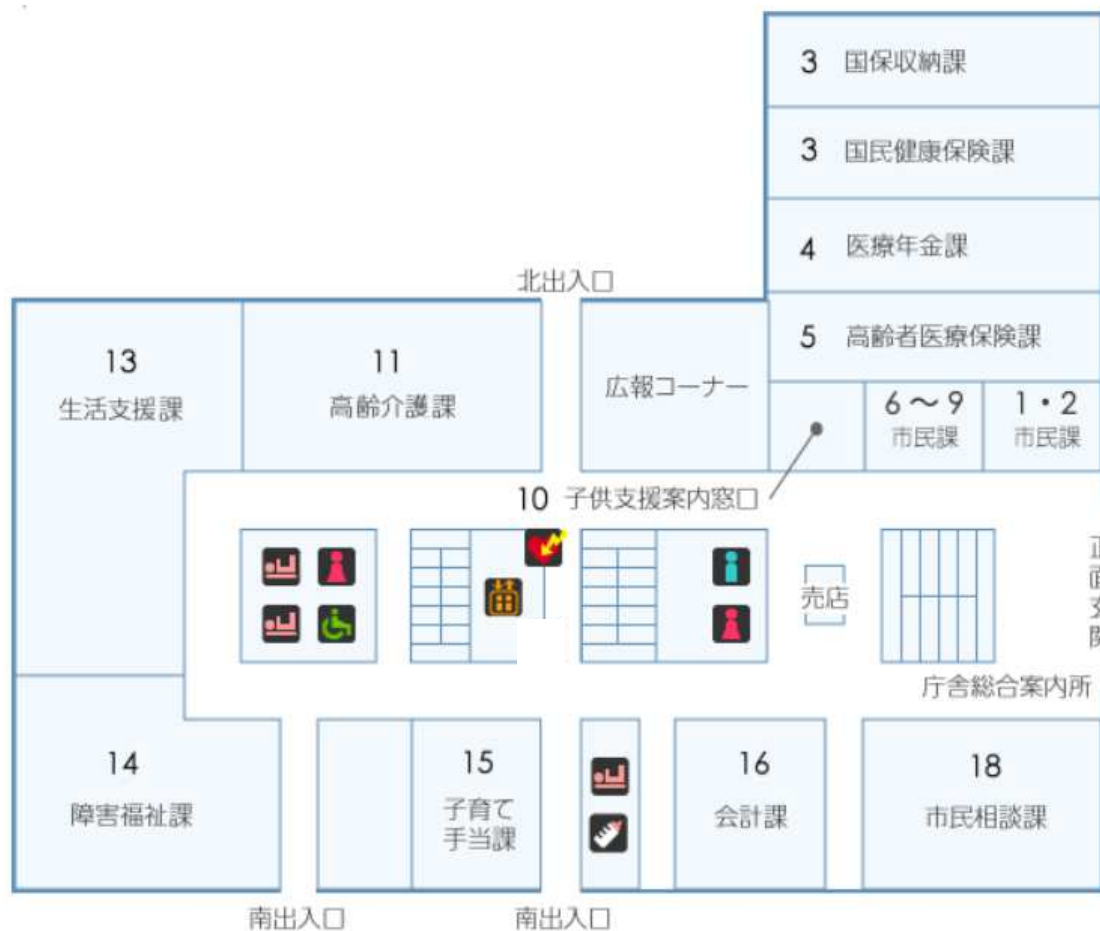 3 国保収納課
3 国民健康保険課
4 医療年金課
5 高齢者医療保険課
北出入口
13
生活支援課
11
高齢介護課
広報コーナー
6～9
市民課
1・2
市民課
10 子供支援案内窓口
売店
正面玄関
庁舎総合案内所
14
障害福祉課
15
子育て
手当課
16
会計課
18
市民相談課
南出入口
南出入口